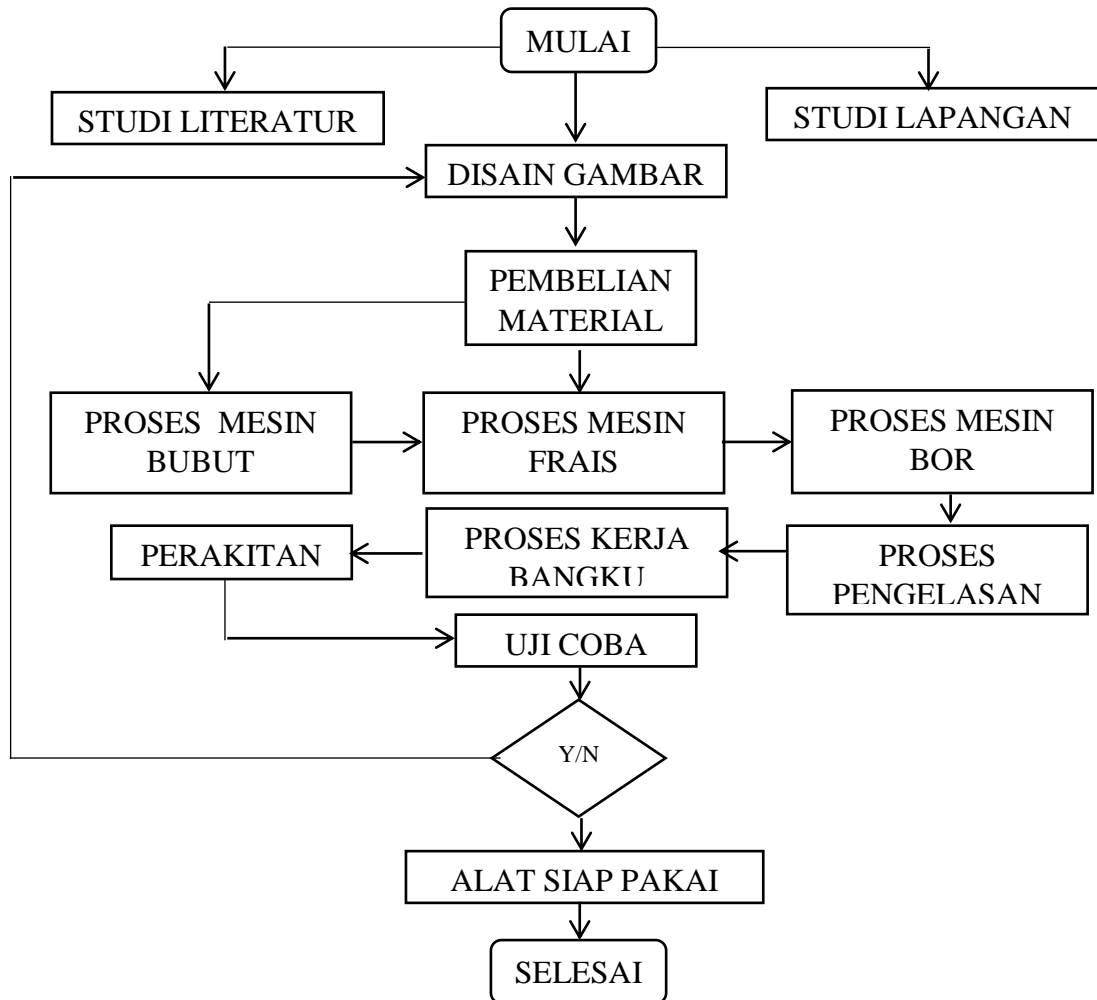 MULAI
STUDI LITERATUR
STUDI LAPANGAN
DISAIN GAMBAR
PEMBELIAN
MATERIAL
PROSES MESIN
BUBUT
PROSES MESIN
FRAIS
PROSES MESIN
BOR
PERAKITAN
PROSES KERJA
BANGKU
PROSES
PENGELASAN
UJI COBA
Y/N
ALAT SIAP PAKAI
SELESAI